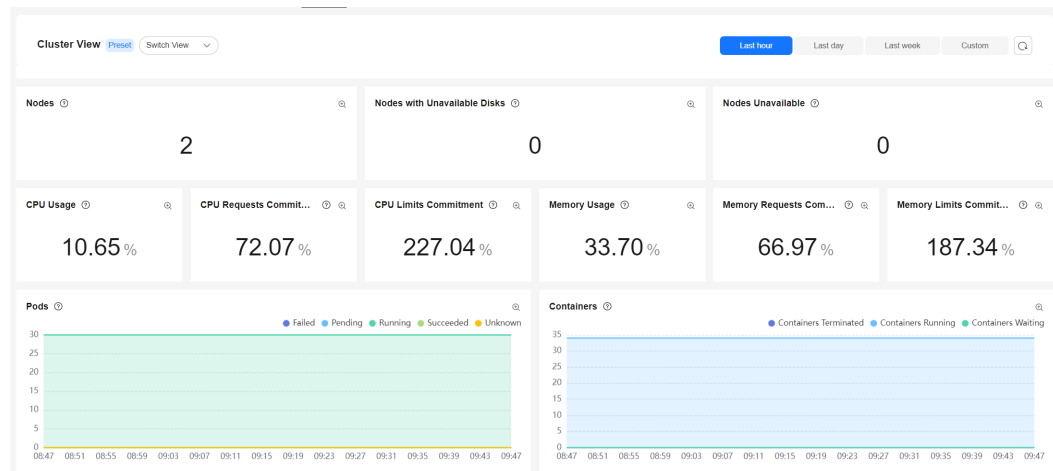 Cluster View Preset Switch View
Last hour Last day Last week Custom
Nodes
2
Nodes with Unavailable Disks
0
Nodes Unavailable
0
CPU Usage
10.65 %
CPU Requests Commit...
72.07 %
CPU Limits Commitment
227.04 %
Memory Usage
33.70 %
Memory Requests Com...
66.97 %
Memory Limits Commit...
187.34 %
Pods
Failed Pending Running Succeeded Unknown
30
25
20
15
10
5
0
08:47 08:51 08:55 08:59 09:03 09:07 09:11 09:15 09:19 09:23 09:27 09:31 09:35 09:39 09:43 09:47
Containers
Containers Terminated Containers Running Containers Waiting
35
30
25
20
15
10
5
0
08:47 08:51 08:55 08:59 09:03 09:07 09:11 09:15 09:19 09:23 09:27 09:31 09:35 09:39 09:43 09:47